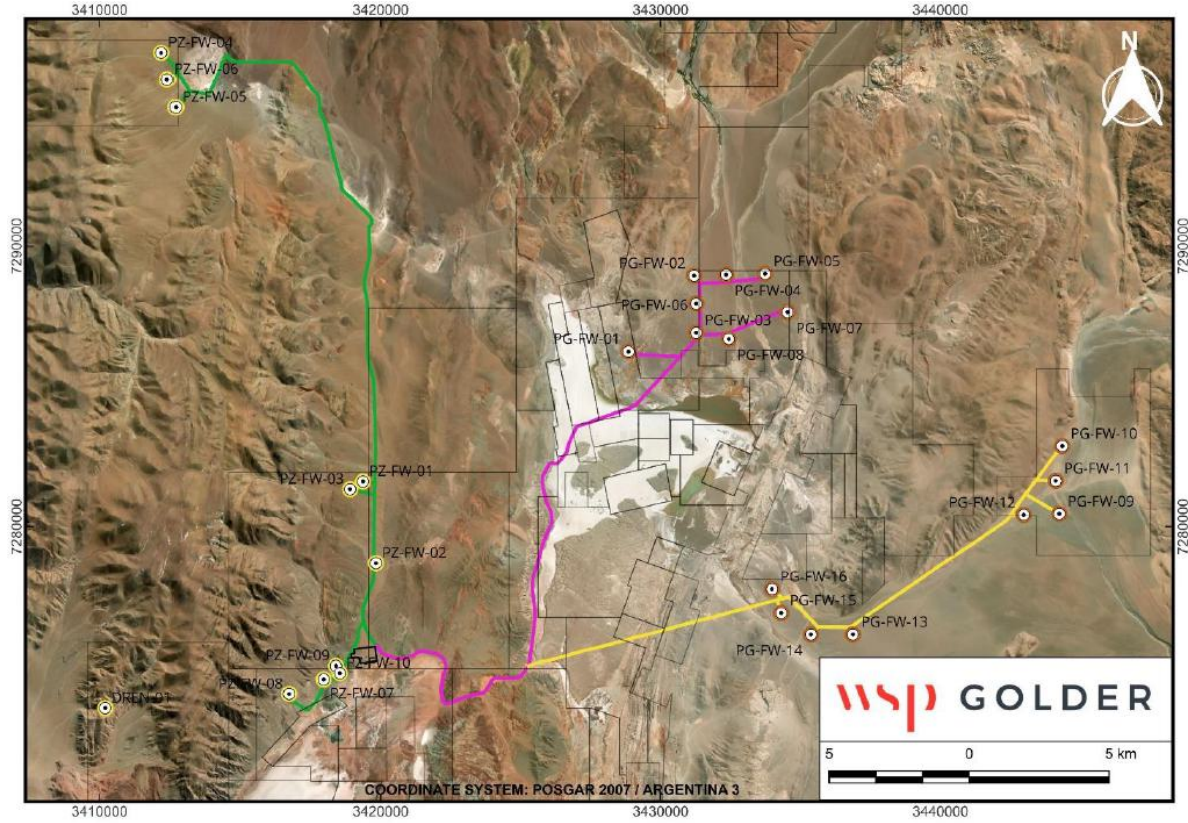 3410000
3420000
3430000
3440000
PZ-FW-04
PZ-FW-06
PZ-FW-05
N
7290000
7290000
PG-FW-02
PG-FW-05
PG-FW-04
PG-FW-06
PG-FW-03
PG-FW-07
PG-FW-01
PG-FW-08
PG-FW-10
PZ-FW-03
PZ-FW-01
PG-FW-11
PG-FW-12
PG-FW-09
7280000
7280000
PZ-FW-02
PG-FW-16
PG-FW-15
PG-FW-13
PG-FW-14
PZ-FW-09
PZ-FW-10
PZ-FW-08
PZ-FW-07
DREN-01
wsp GOLDER
5 0 5 km
COORDINATE SYSTEM: POSGAR 2007 / ARGENTINA 3
3410000
3420000
3430000
3440000